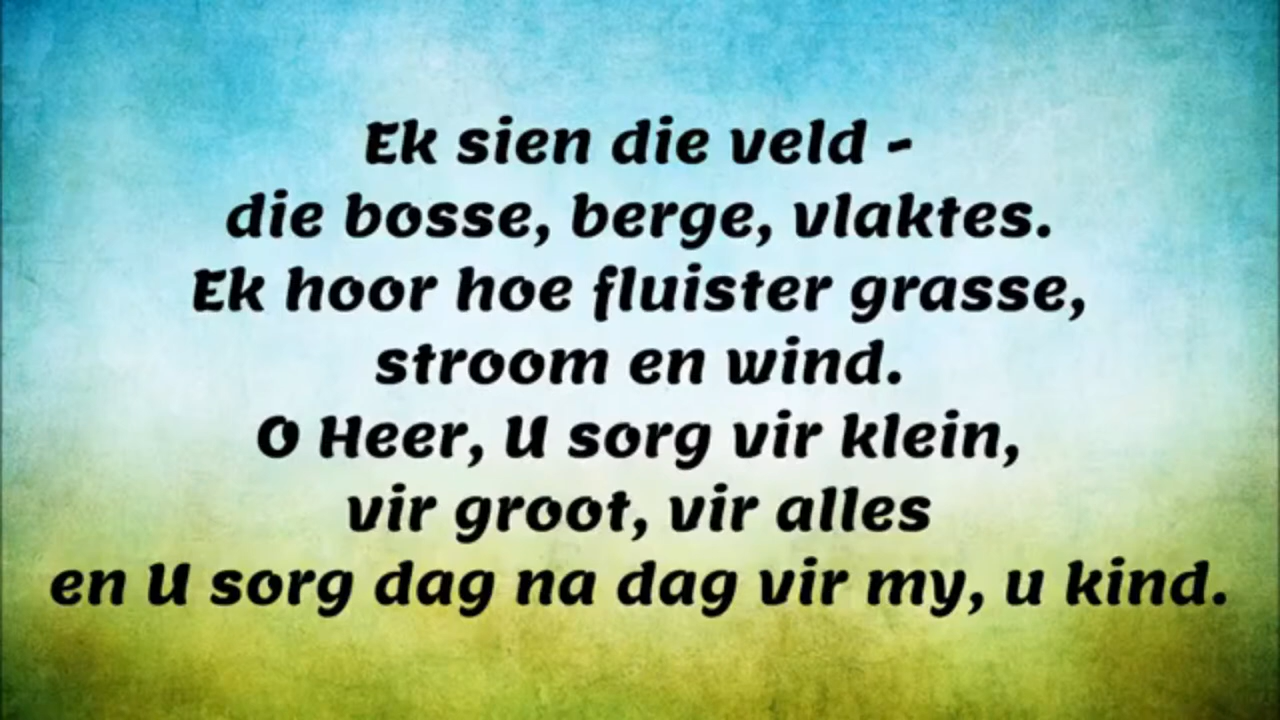 Ek sien die veld -
die bosse, berge, vlaktes.
Ek hoor hoe fluister grasse,
stroom en wind.
O Heer, U sorg vir klein,
vir groot, vir alles
en U sorg dag na dag vir my, u kind.